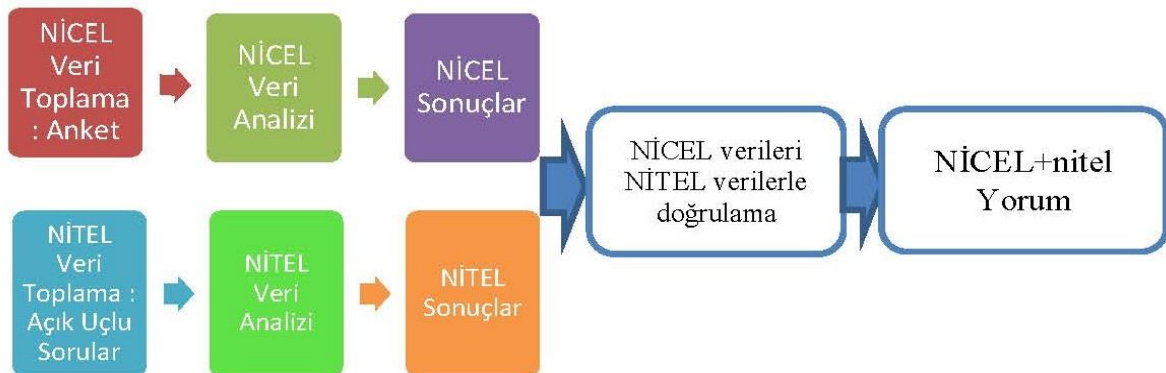 NİCEL
Veri
Toplama
: Anket
NİCEL
Veri
Analizi
NİCEL
Sonuçlar
NİTEL
Veri
Toplama :
Açık Uçlu
Sorular
NİTEL
Veri
Analizi
NİTEL
Sonuçlar
NİCEL verileri
NİTEL verilerle
doğrulama
NİCEL+nitel
Yorum